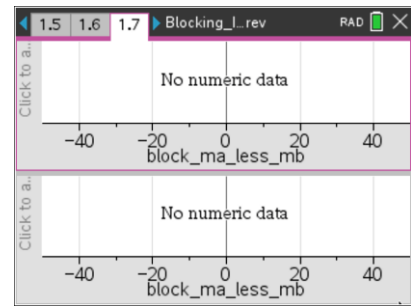 1.5 1.6 1.7 Blocking_l…rev RAD
Click to a...
No numeric data
-40 -20 0 20 40
block_ma_less_mb
Click to a...
No numeric data
-40 -20 0 20 40
block_ma_less_mb